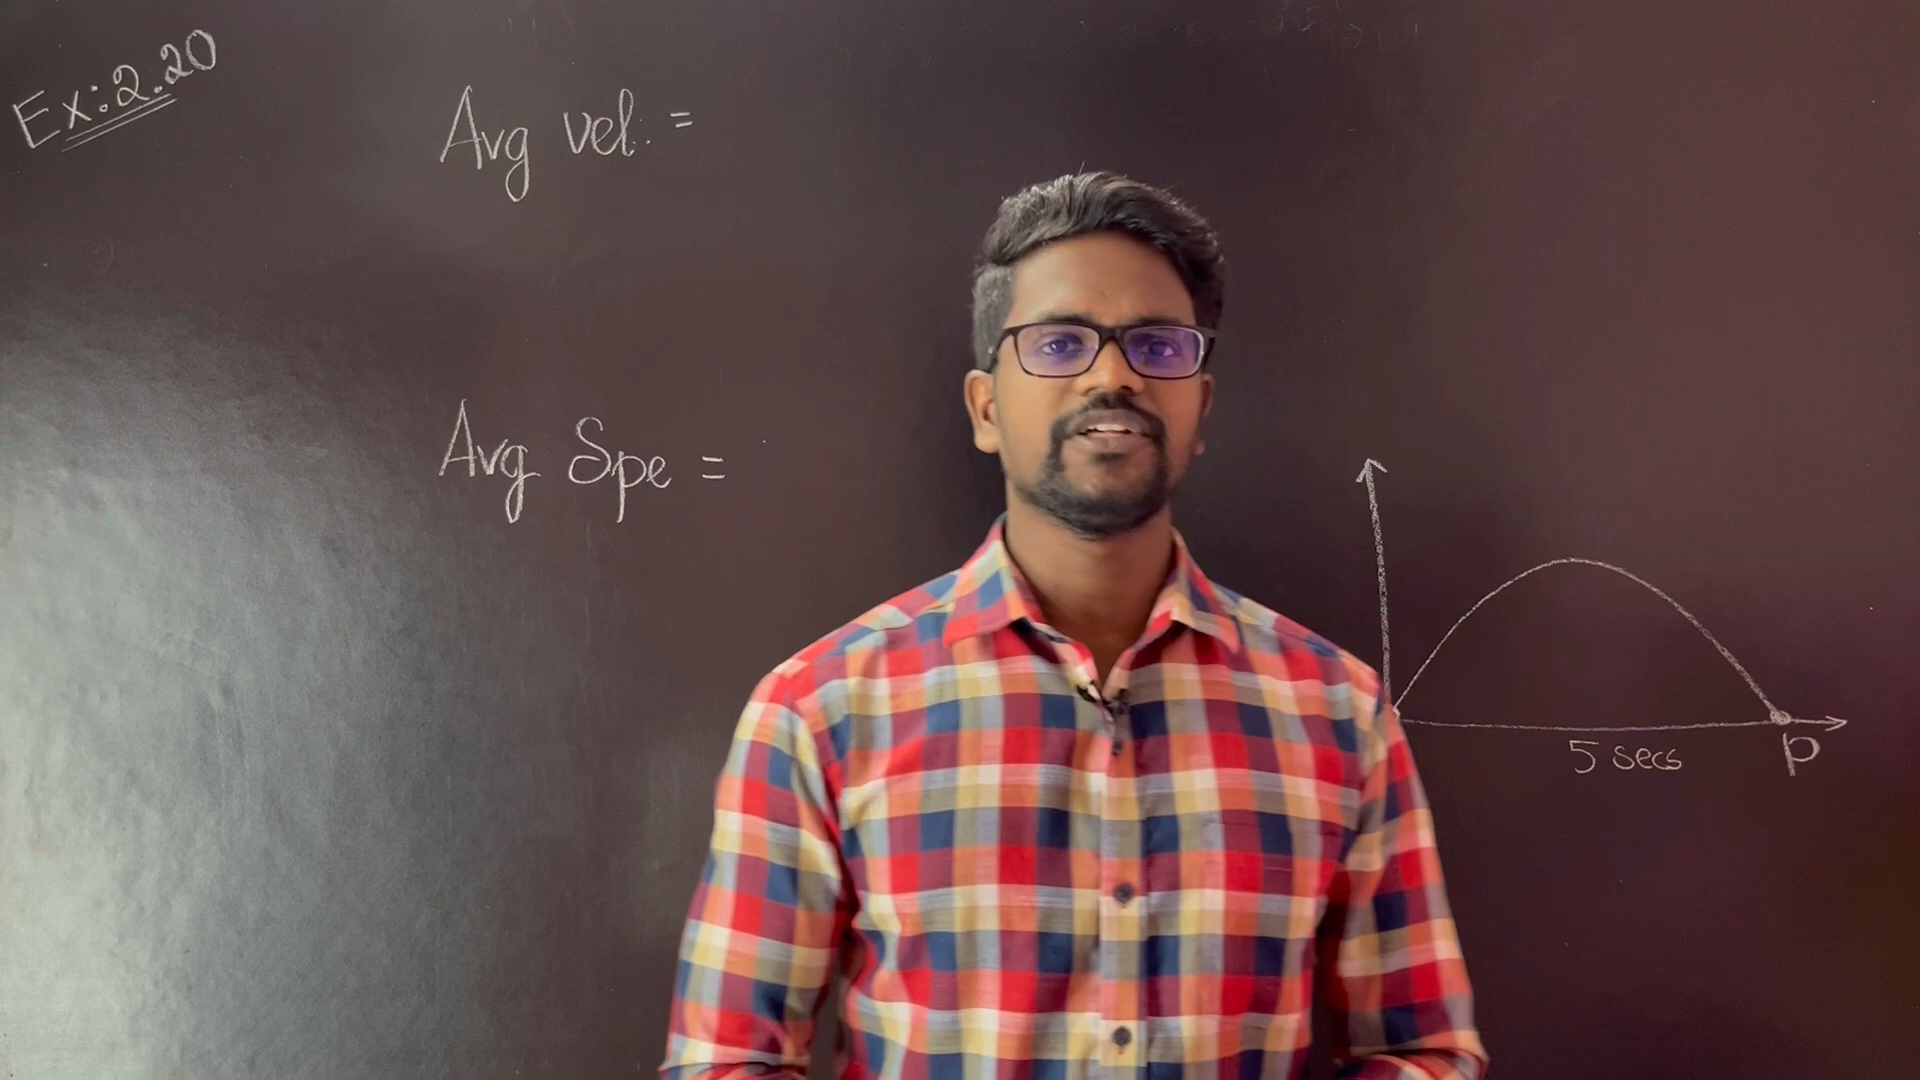 Ex: 2.20
Avg vel. =
Avg Spe =
5 secs
P